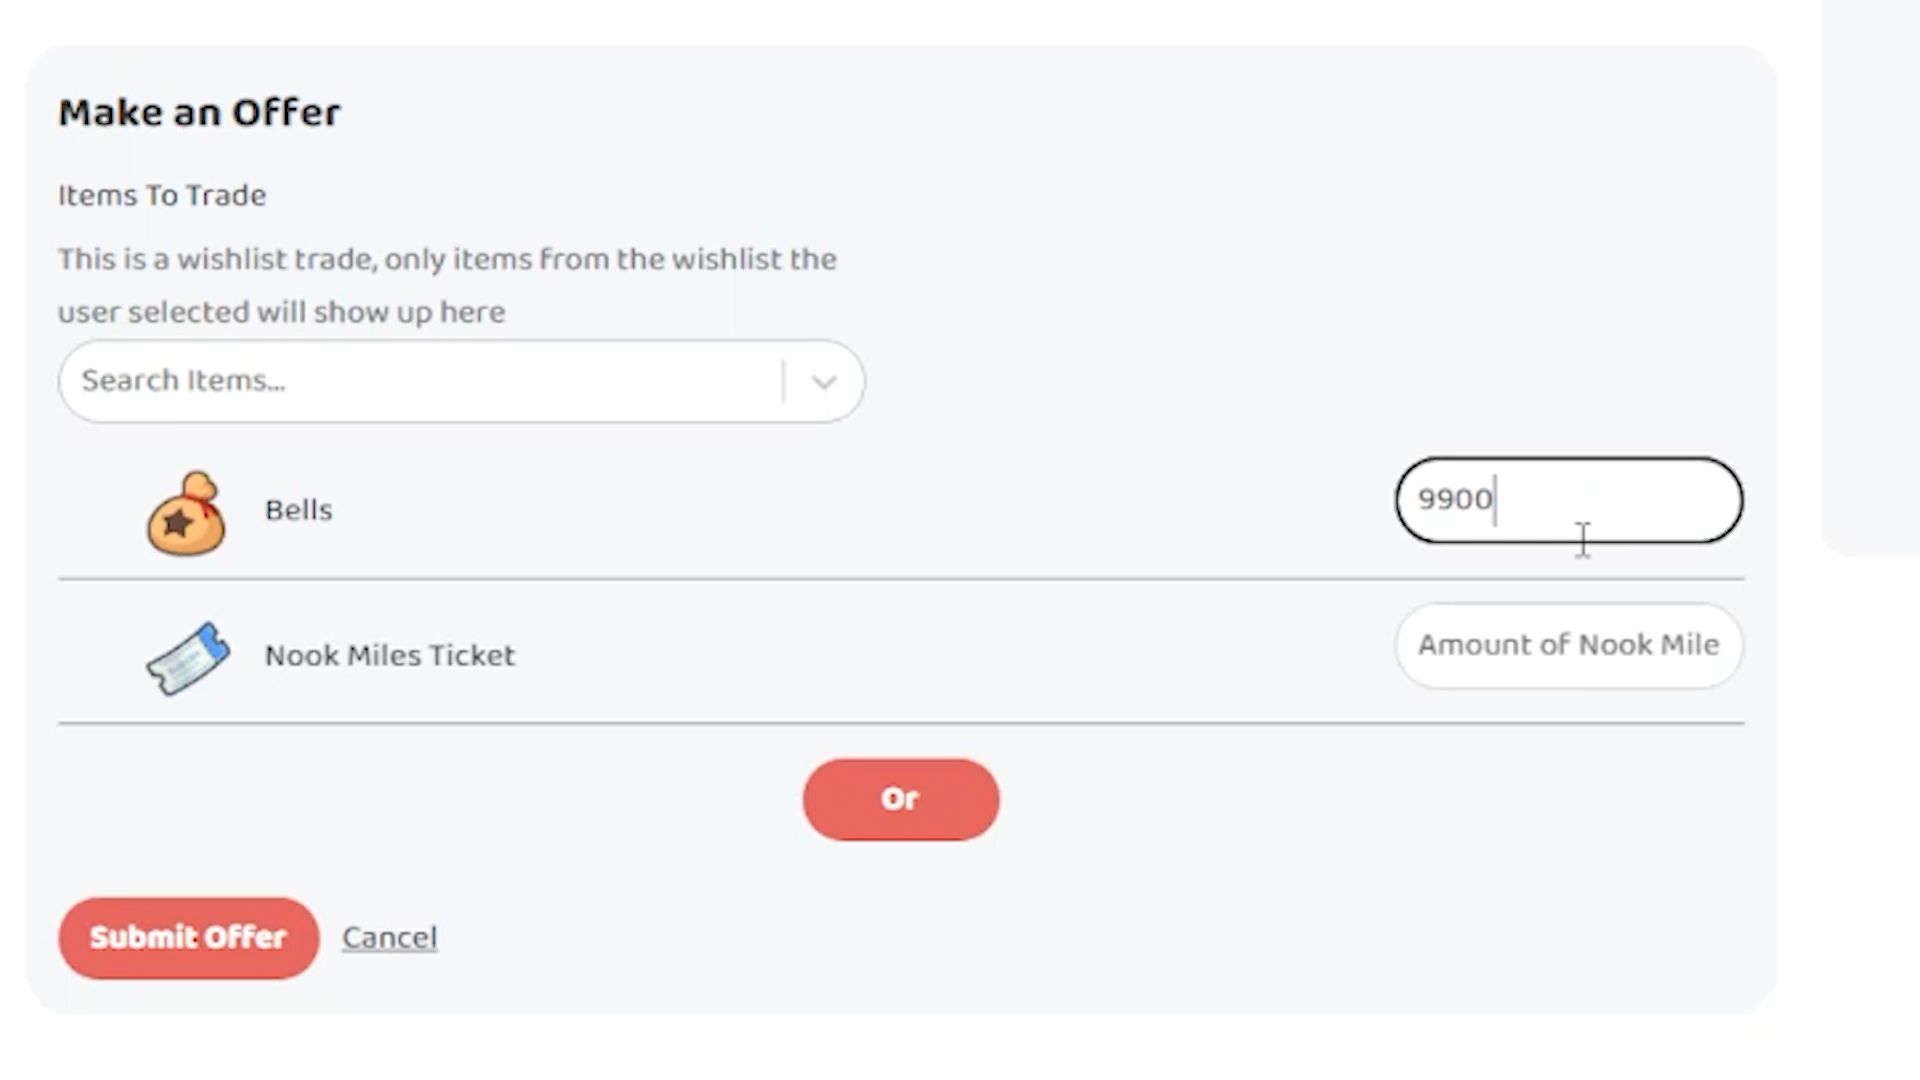 Make an Offer
Items To Trade
This is a wishlist trade, only items from the wishlist the
user selected will show up here
Search Items...
Bells
9900
Nook Miles Ticket
Amount of Nook Mile
Or
Submit Offer
Cancel